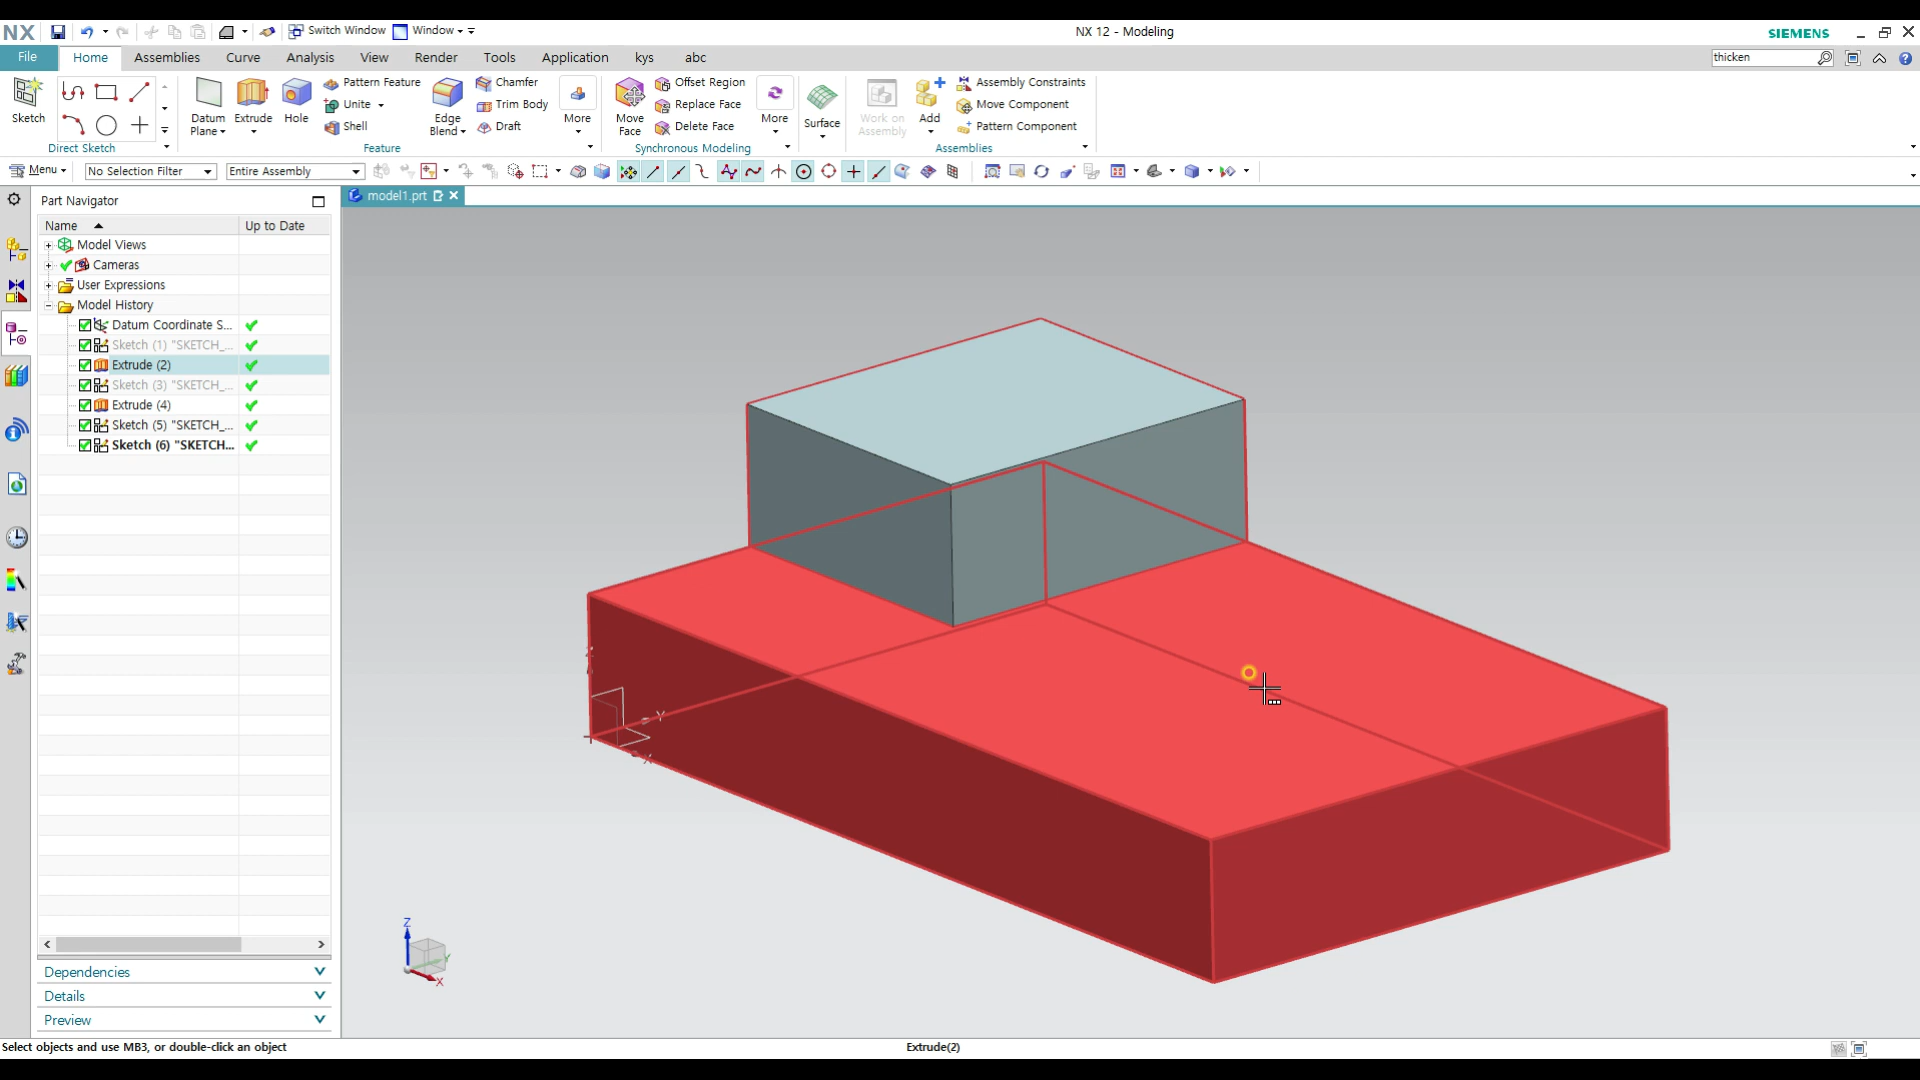 NX Switch Window Window NX 12 - Modeling SIEMENS
File Home Assemblies Curve Analysis View Render Tools Application kys abc thicken
Sketch
Direct Sketch
Datum Plane
Extrude
Hole
Pattern Feature
Unite
Shell
Edge Blend
Chamfer
Trim Body
Draft
More
Feature
Move Face
Offset Region
Replace Face
Delete Face
More
Synchronous Modeling
Surface
Work on Assembly
Add
Assembly Constraints
Move Component
Pattern Component
Assemblies
Menu No Selection Filter Entire Assembly
Part Navigator
model1.prt
Name Up to Date
Model Views
Cameras
User Expressions
Model History
Datum Coordinate S...
Sketch (1) "SKETCH_...
Extrude (2)
Sketch (3) "SKETCH_...
Extrude (4)
Sketch (5) "SKETCH_...
Sketch (6) "SKETCH...
Y
X
Z
Y
X
Dependencies
Details
Preview
Select objects and use MB3, or double-click an object Extrude(2)